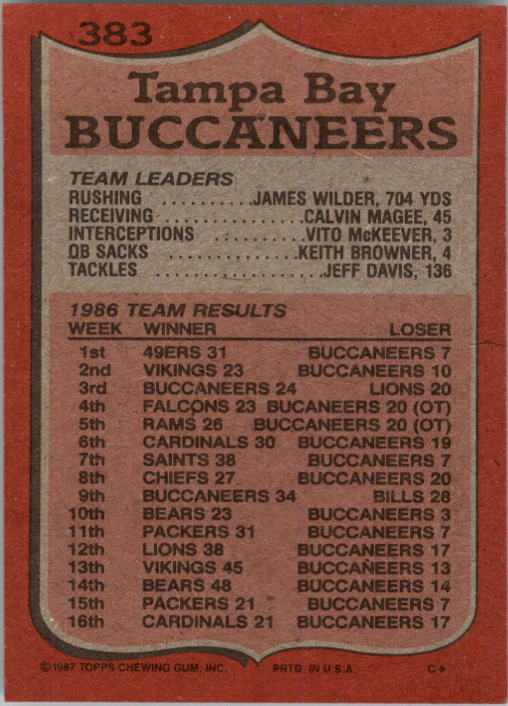 383
Tampa Bay
BUCCANEERS
TEAM LEADERS
RUSHING ..........JAMES WILDER, 704 YDS
RECEIVING ...............CALVIN MAGEE, 45
INTERCEPTIONS ..........VITO McKEEVER, 3
QB SACKS ...............KEITH BROWNER, 4
TACKLES ..................JEFF DAVIS, 136
1986 TEAM RESULTS
WEEK WINNER LOSER
1st 49ERS 31 BUCCANEERS 7
2nd VIKINGS 23 BUCCANEERS 10
3rd BUCCANEERS 24 LIONS 20
4th FALCONS 23 BUCANEERS 20 (OT)
5th RAMS 26 BUCCANEERS 20 (OT)
6th CARDINALS 30 BUCCANEERS 19
7th SAINTS 38 BUCCANEERS 7
8th CHIEFS 27 BUCCANEERS 20
9th BUCCANEERS 34 BILLS 28
10th BEARS 23 BUCCANEERS 3
11th PACKERS 31 BUCCANEERS 7
12th LIONS 38 BUCCANEERS 17
13th VIKINGS 45 BUCCANEERS 13
14th BEARS 48 BUCCANEERS 14
15th PACKERS 21 BUCCANEERS 7
16th CARDINALS 21 BUCCANEERS 17
©1987 TOPPS CHEWING GUM, INC. PRTD. IN U.S.A. C*